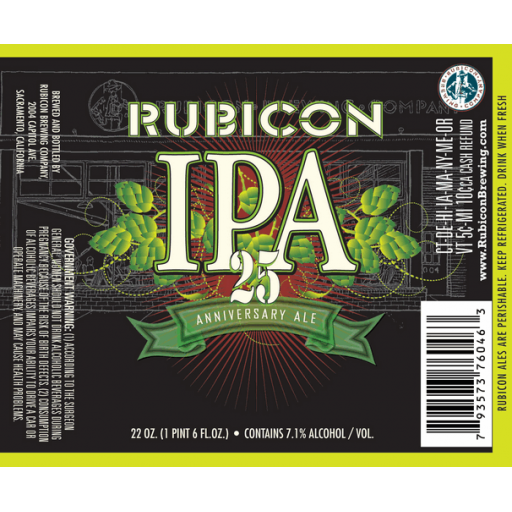 RUBICON
IPA
25
ANNIVERSARY ALE
22 OZ. (1 PINT 6 FL.OZ.) • CONTAINS 7.1% ALCOHOL / VOL.
BREWED AND BOTTLED BY
RUBICON BREWING COMPANY,
2004 CAPITOL AVE.
SACRAMENTO, CALIFORNIA
GOVERNMENT WARNING: (1) ACCORDING TO THE SURGEON
GENERAL, WOMEN SHOULD NOT DRINK ALCOHOLIC BEVERAGES DURING
PREGNANCY BECAUSE OF THE RISK OF BIRTH DEFECTS. (2) CONSUMPTION
OF ALCOHOLIC BEVERAGES IMPAIRS YOUR ABILITY TO DRIVE A CAR OR
OPERATE MACHINERY AND MAY CAUSE HEALTH PROBLEMS.
CT-DE-HI-IA-MA-NY-ME-OR
VT 5C-MI 10¢CA CASH REFUND
www.RubiconBrewing.com
7 93573 76046 3
RUBICON ALES ARE PERISHABLE. KEEP REFRIGERATED. DRINK WHEN FRESH